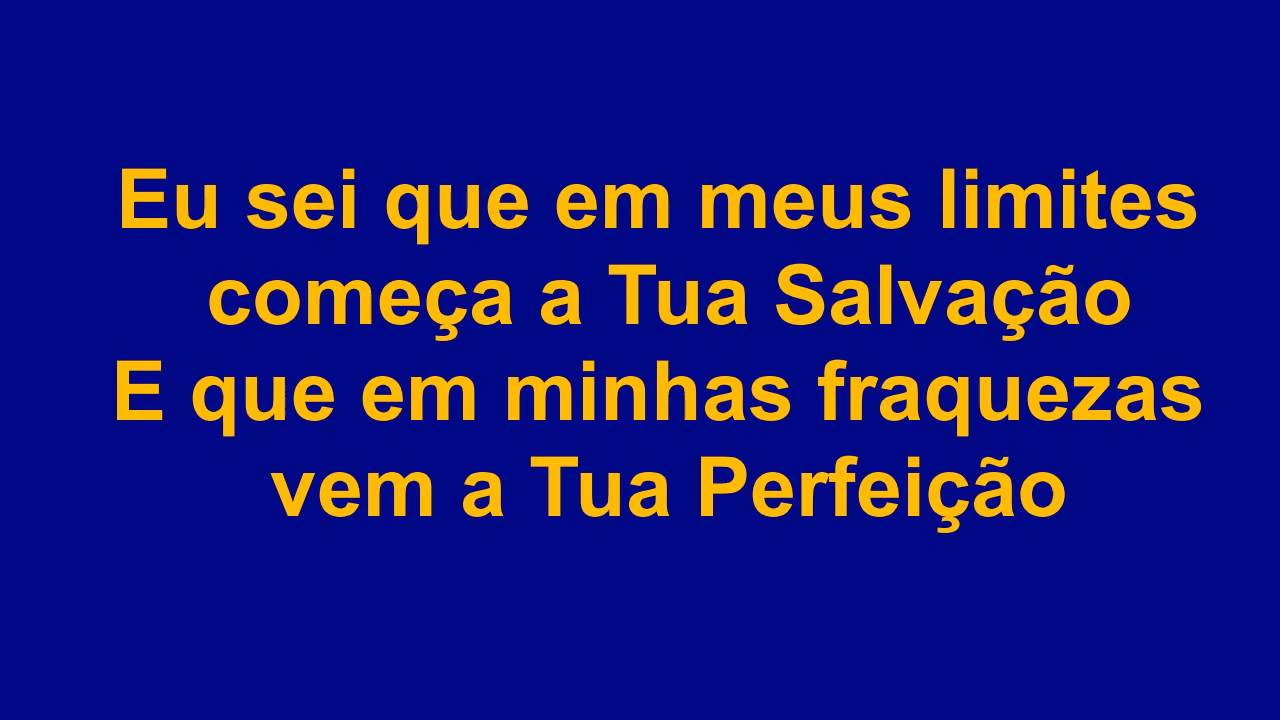 Eu sei que em meus limites
começa a Tua Salvação
E que em minhas fraquezas
vem a Tua Perfeição